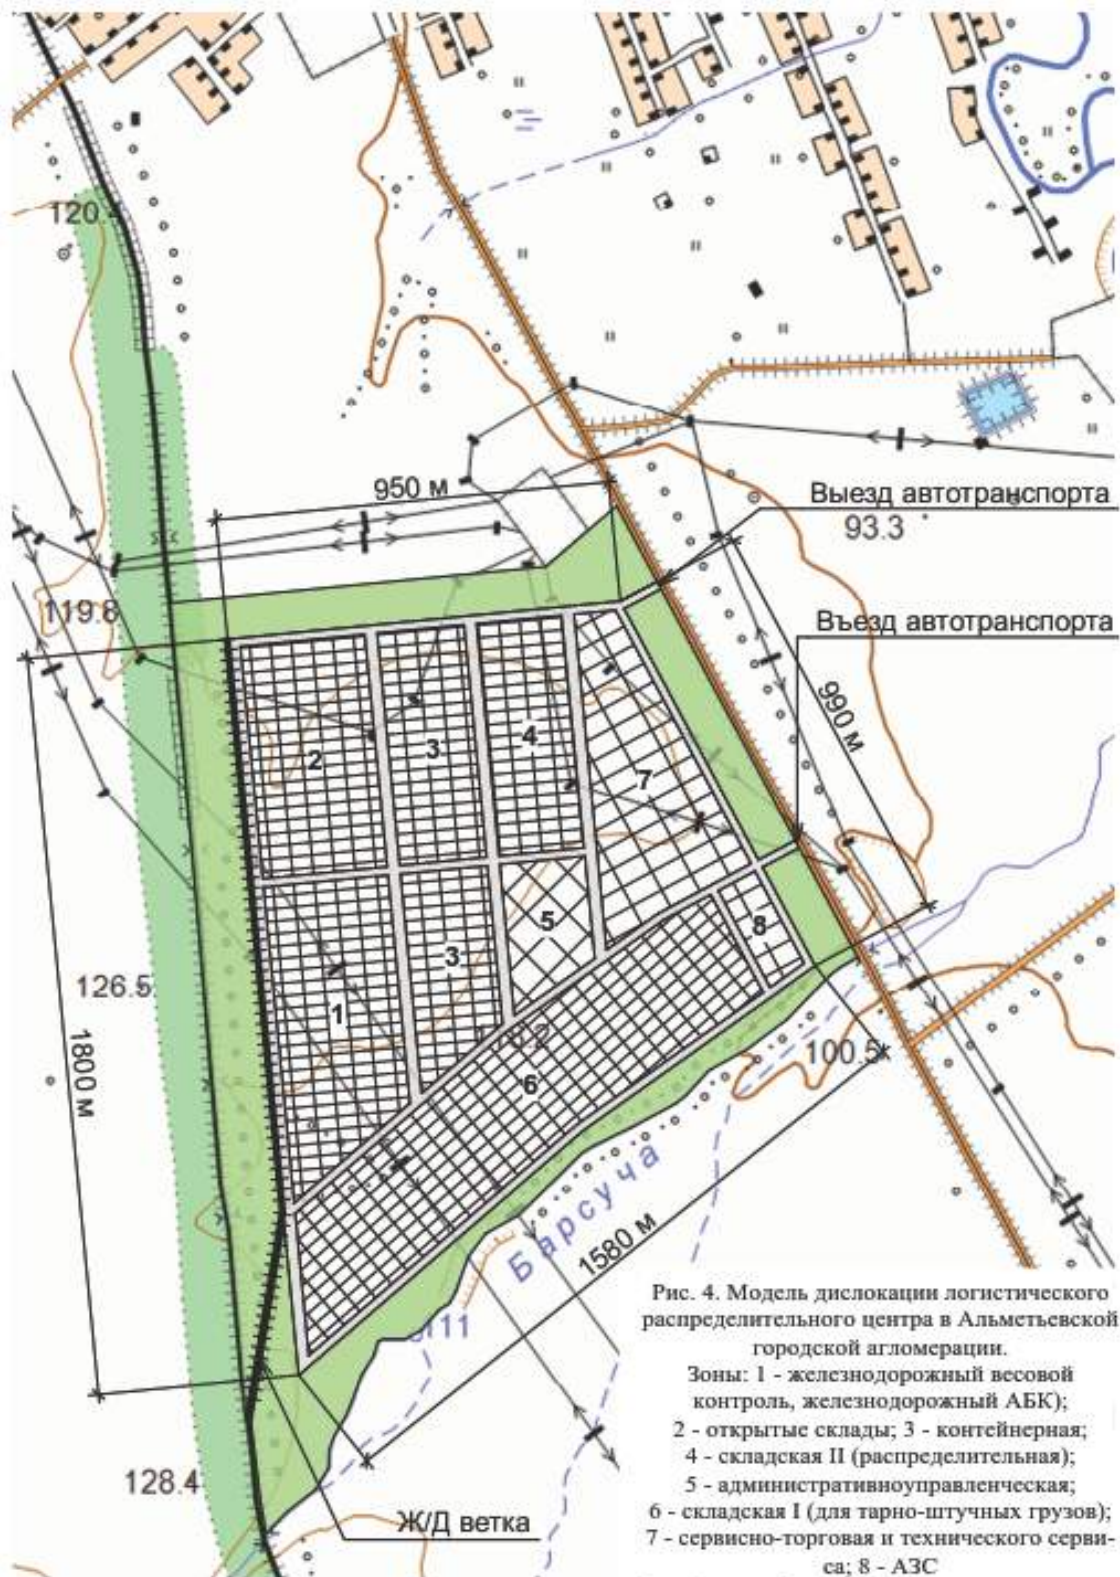 120.
950 м
Выезд автотранспорта
93.3
119.8
Въезд автотранспорта
990 м
2
3
4
7
5
8
3
1
126.5
6
100.5
1800 м
Барсуча
1580 м
11
128.4
Ж/Д ветка
Рис. 4. Модель дислокации логистического
распределительного центра в Альметьевской
городской агломерации.
Зоны: 1 - железнодорожный весовой
контроль, железнодорожный АБК);
2 - открытые склады; 3 - контейнерная;
4 - складская II (распределительная);
5 - административноуправленческая;
6 - складская I (для тарно-штучных грузов);
7 - сервисно-торговая и технического серви-
са; 8 - АЗС